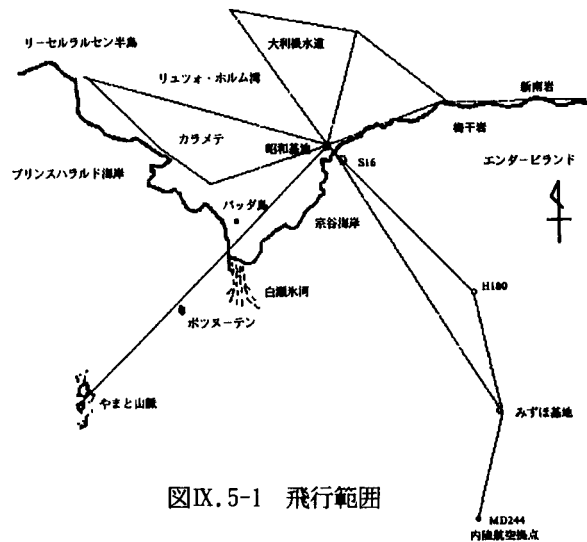 リーセルラルセン半島
大利根水道
リュツォ・ホルム湾
新南岩
梅干岩
カラメテ
昭和基地
S16
プリンスハラルド海岸
エンダービランド
パッダ島
宗谷海岸
白瀬氷河
H180
ボツヌーテン
やまと山脈
みずほ基地
図Ⅸ.5-1 飛行範囲
MD244
内陸航空拠点